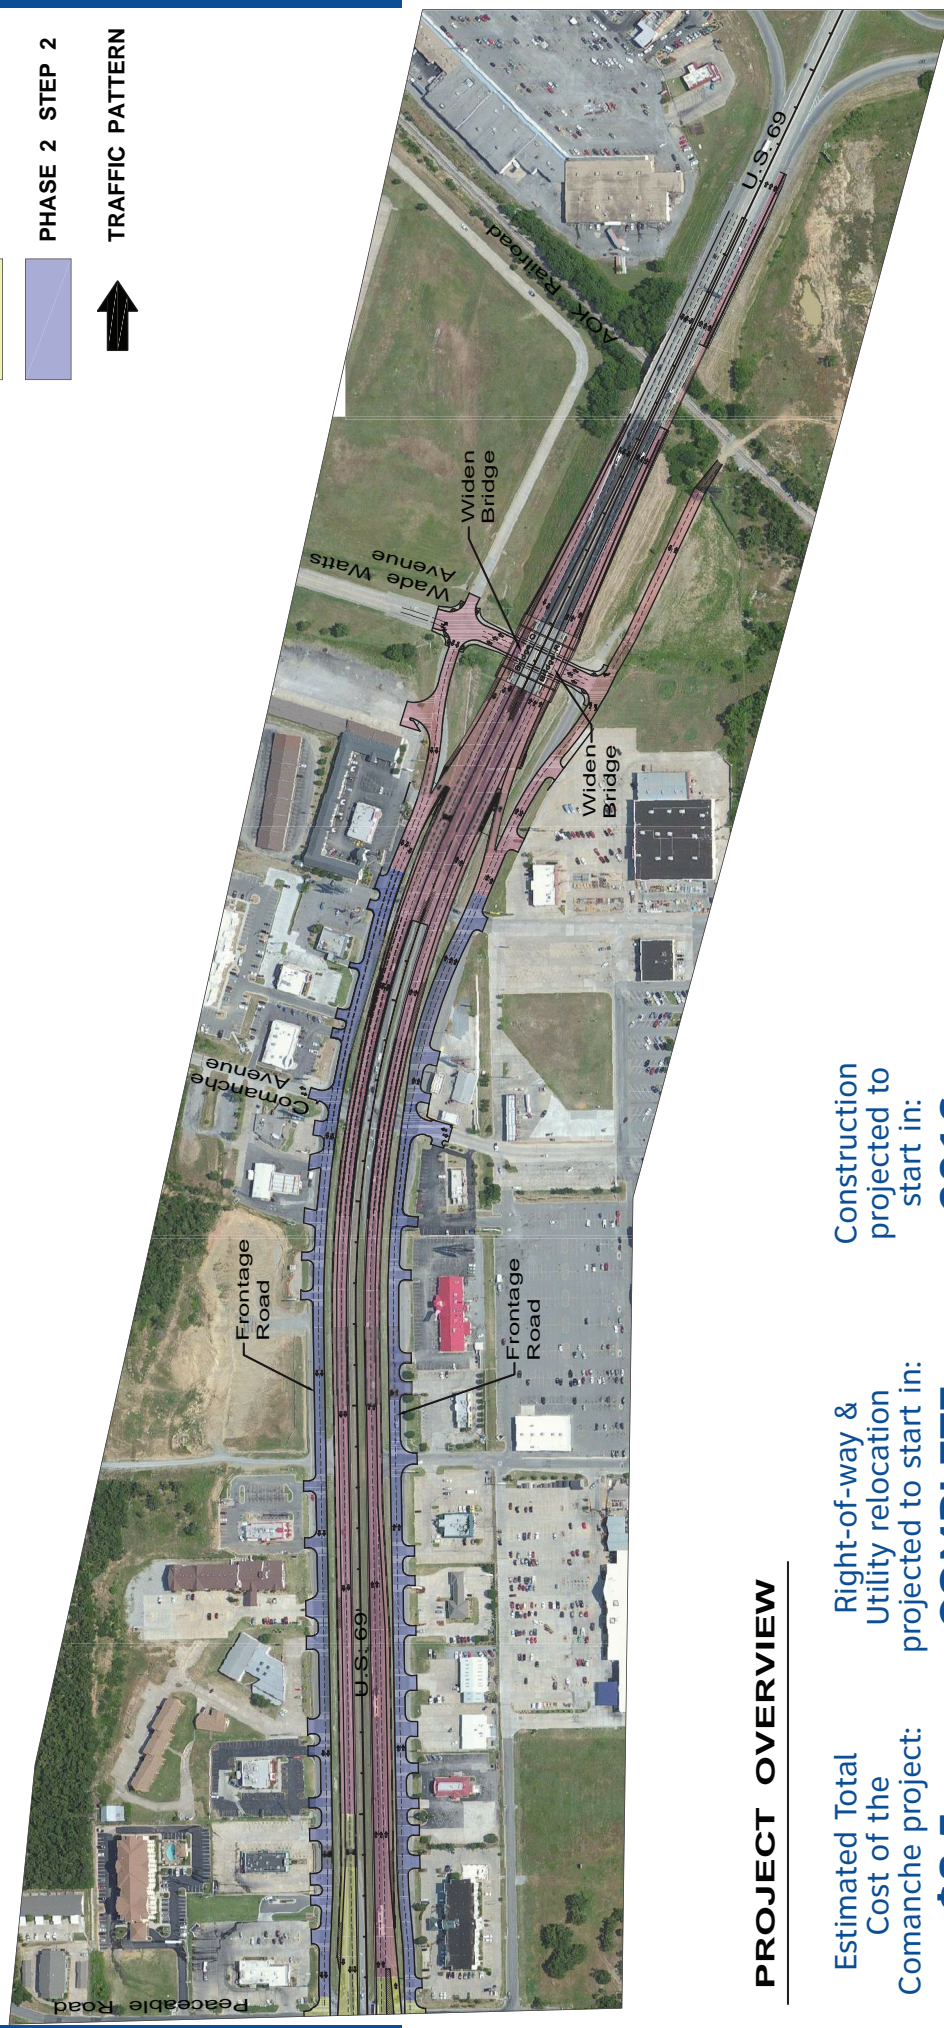 PHASE 2 STEP 2
TRAFFIC PATTERN
U.S. 69
AOK Railroad
Widen
Bridge
Wade Watts
Avenue
Widen
Bridge
Comanche
Avenue
Frontage
Road
Frontage
Road
U.S. 69
Peaceable Road
PROJECT OVERVIEW
Estimated Total
Cost of the
Comanche project:
Right-of-way &
Utility relocation
projected to start in:
COMPLETE
Construction
projected to
start in: